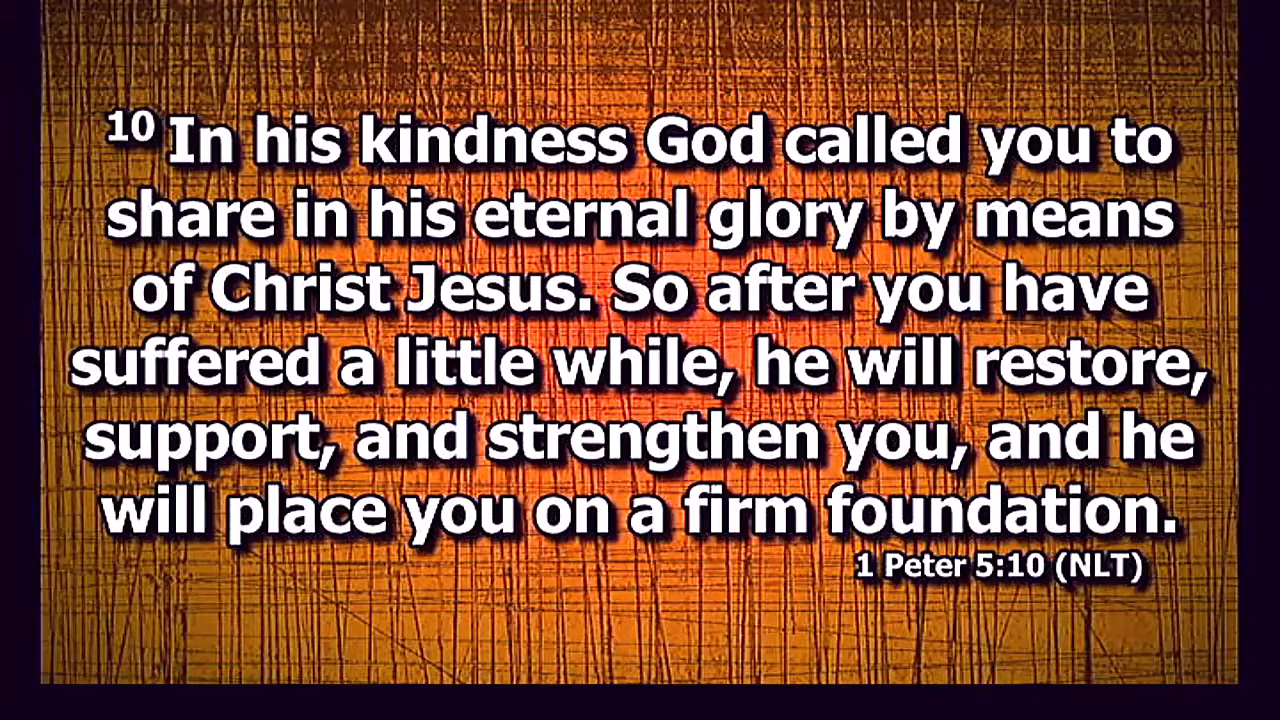 10 In his kindness God called you to
share in his eternal glory by means
of Christ Jesus. So after you have
suffered a little while, he will restore,
support, and strengthen you, and he
will place you on a firm foundation.
1 Peter 5:10 (NLT)